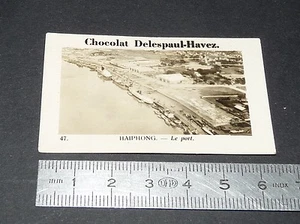 Chocolat Delespaul-Havez.
47. HAIPHONG. — Le port.
mm 1 2 3 4 5 6